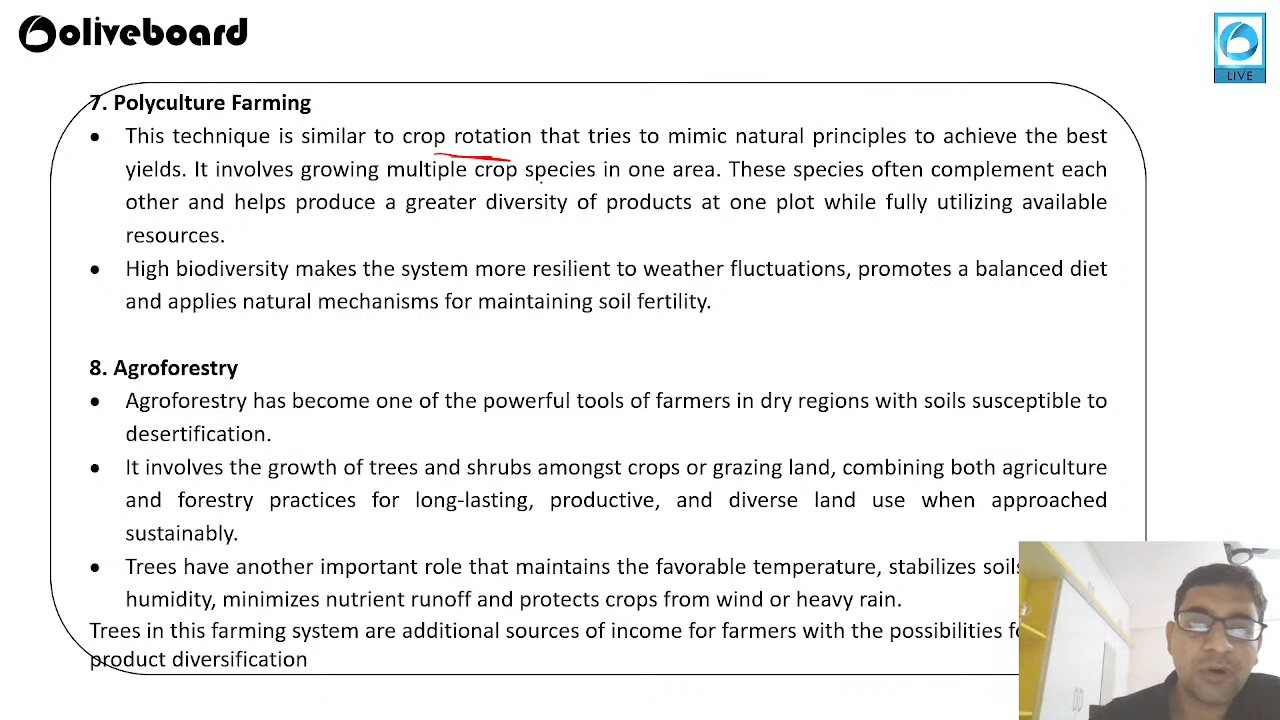 oliveboard
LIVE
7. Polyculture Farming
• This technique is similar to crop rotation that tries to mimic natural principles to achieve the best
yields. It involves growing multiple crop species in one area. These species often complement each
other and helps produce a greater diversity of products at one plot while fully utilizing available
resources.
• High biodiversity makes the system more resilient to weather fluctuations, promotes a balanced diet
and applies natural mechanisms for maintaining soil fertility.
8. Agroforestry
• Agroforestry has become one of the powerful tools of farmers in dry regions with soils susceptible to
desertification.
• It involves the growth of trees and shrubs amongst crops or grazing land, combining both agriculture
and forestry practices for long-lasting, productive, and diverse land use when approached
sustainably.
• Trees have another important role that maintains the favorable temperature, stabilizes soils
humidity, minimizes nutrient runoff and protects crops from wind or heavy rain.
Trees in this farming system are additional sources of income for farmers with the possibilities
product diversification